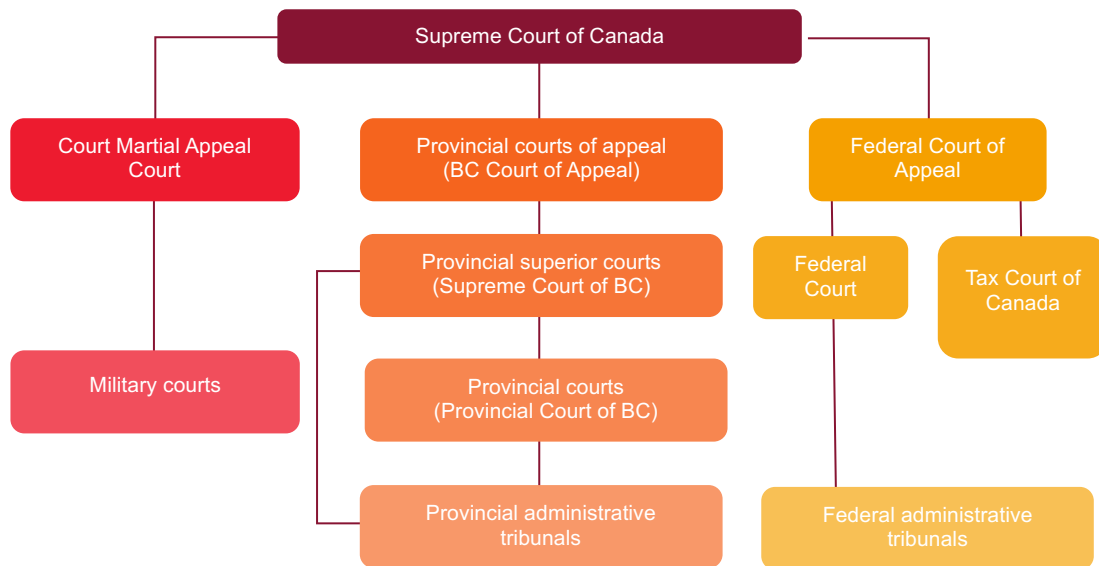 Supreme Court of Canada
Court Martial Appeal
Court
Provincial courts of appeal
(BC Court of Appeal)
Federal Court of
Appeal
Provincial superior courts
(Supreme Court of BC)
Federal
Court
Tax Court of
Canada
Military courts
Provincial courts
(Provincial Court of BC)
Provincial administrative
tribunals
Federal administrative
tribunals